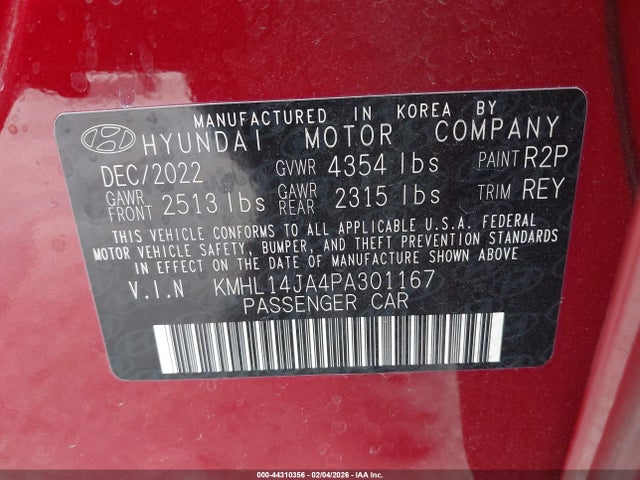 MANUFACTURED IN KOREA BY
HYUNDAI MOTOR COMPANY
DEC/2022 GVWR 4354 lbs PAINT R2P
GAWR FRONT 2513 lbs GAWR REAR 2315 lbs TRIM REY
THIS VEHICLE CONFORMS TO ALL APPLICABLE U.S.A. FEDERAL
MOTOR VEHICLE SAFETY, BUMPER, AND THEFT PREVENTION STANDARDS
IN EFFECT ON THE DATE OF MANUFACTURE SHOWN ABOVE.
V.I.N KMHL14JA4PA301167
PASSENGER CAR
000-44310356 - 02/04/2026 - IAA Inc.